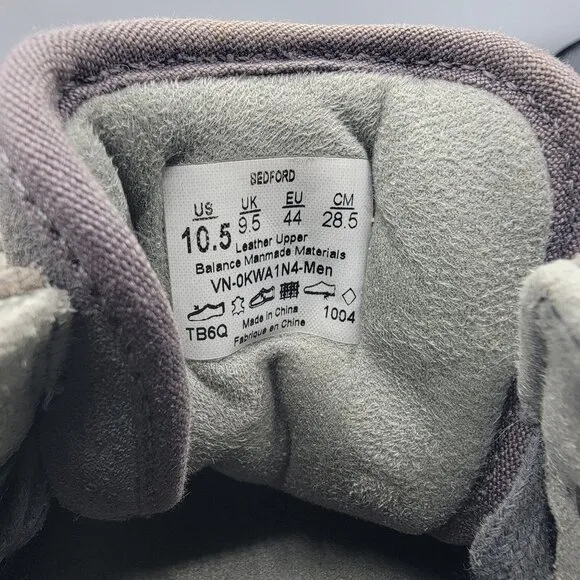 BEDFORD
US UK EU CM
10.5 9.5 44 28.5
Leather Upper
Balance Manmade Materials
VN-0KWA1N4-Men
TB6Q 1004
Made in China
Fabriqué en Chine